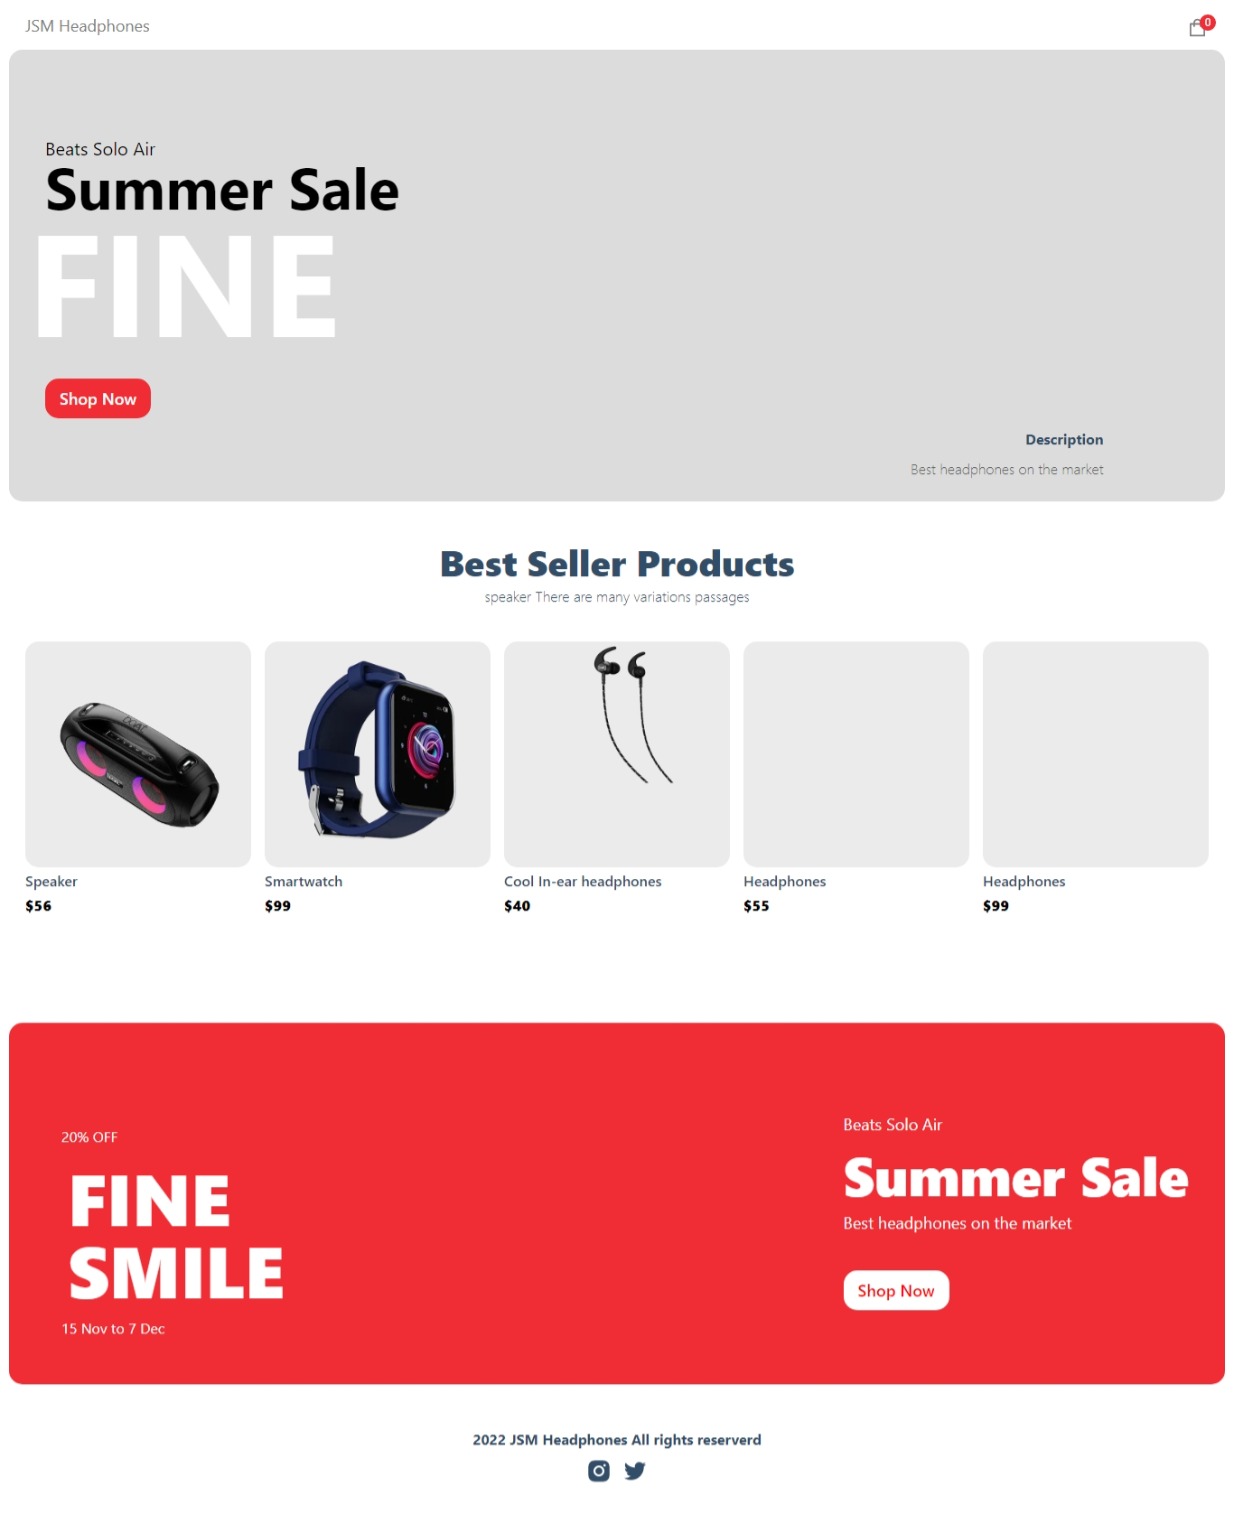 JSM Headphones
0
Beats Solo Air
Summer Sale
FINE
Shop Now
Description
Best headphones on the market
Best Seller Products
speaker There are many variations passages
Speaker
$56
Smartwatch
$99
Cool In-ear headphones
$40
Headphones
$55
Headphones
$99
20% OFF
FINE
SMILE
15 Nov to 7 Dec
Beats Solo Air
Summer Sale
Best headphones on the market
Shop Now
2022 JSM Headphones All rights reserverd